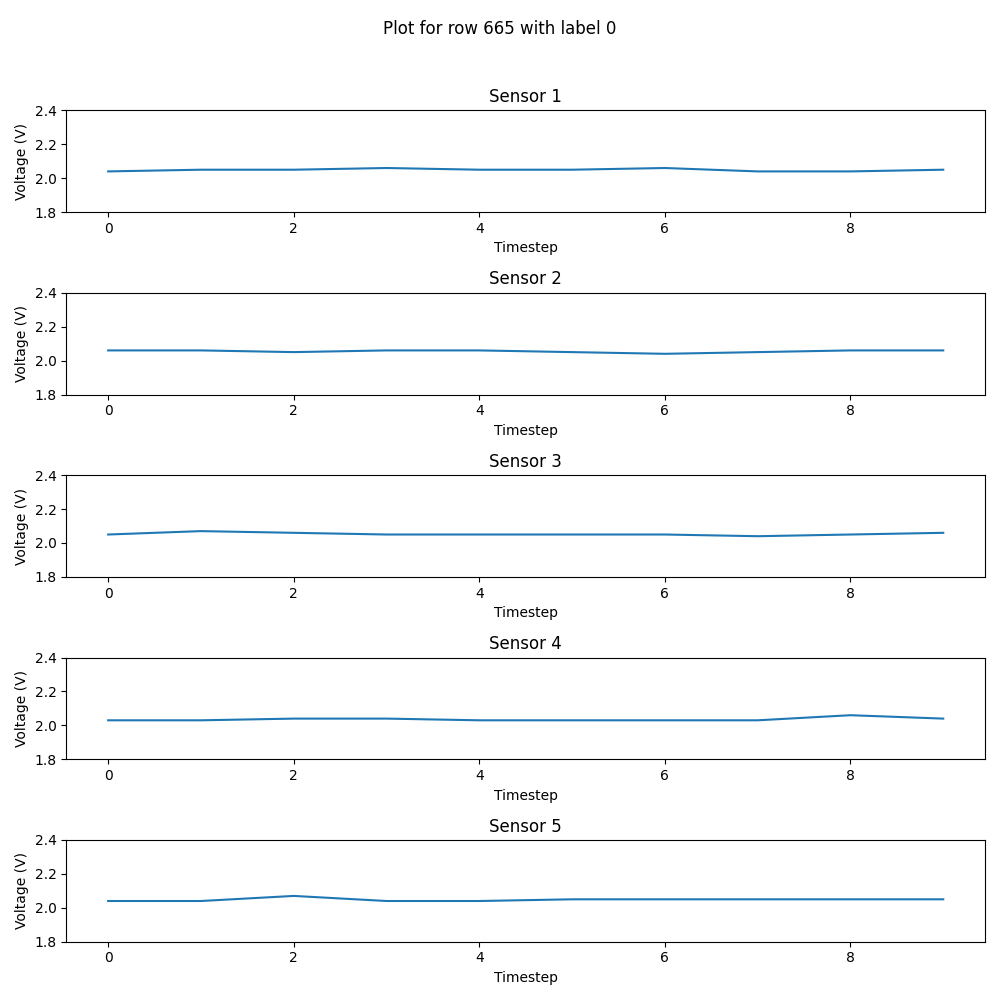 Plot for row 665 with label 0
Sensor 1
2.4
2.2
2.0
1.8
Voltage (V)
0 2 4 6 8
Timestep
Sensor 2
2.4
2.2
2.0
1.8
Voltage (V)
0 2 4 6 8
Timestep
Sensor 3
2.4
2.2
2.0
1.8
Voltage (V)
0 2 4 6 8
Timestep
Sensor 4
2.4
2.2
2.0
1.8
Voltage (V)
0 2 4 6 8
Timestep
Sensor 5
2.4
2.2
2.0
1.8
Voltage (V)
0 2 4 6 8
Timestep